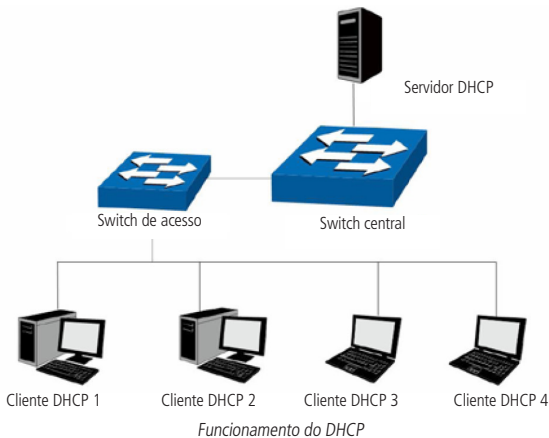 Servidor DHCP
Switch de acesso
Switch central
Cliente DHCP 1
Cliente DHCP 2
Cliente DHCP 3
Cliente DHCP 4
Funcionamento do DHCP